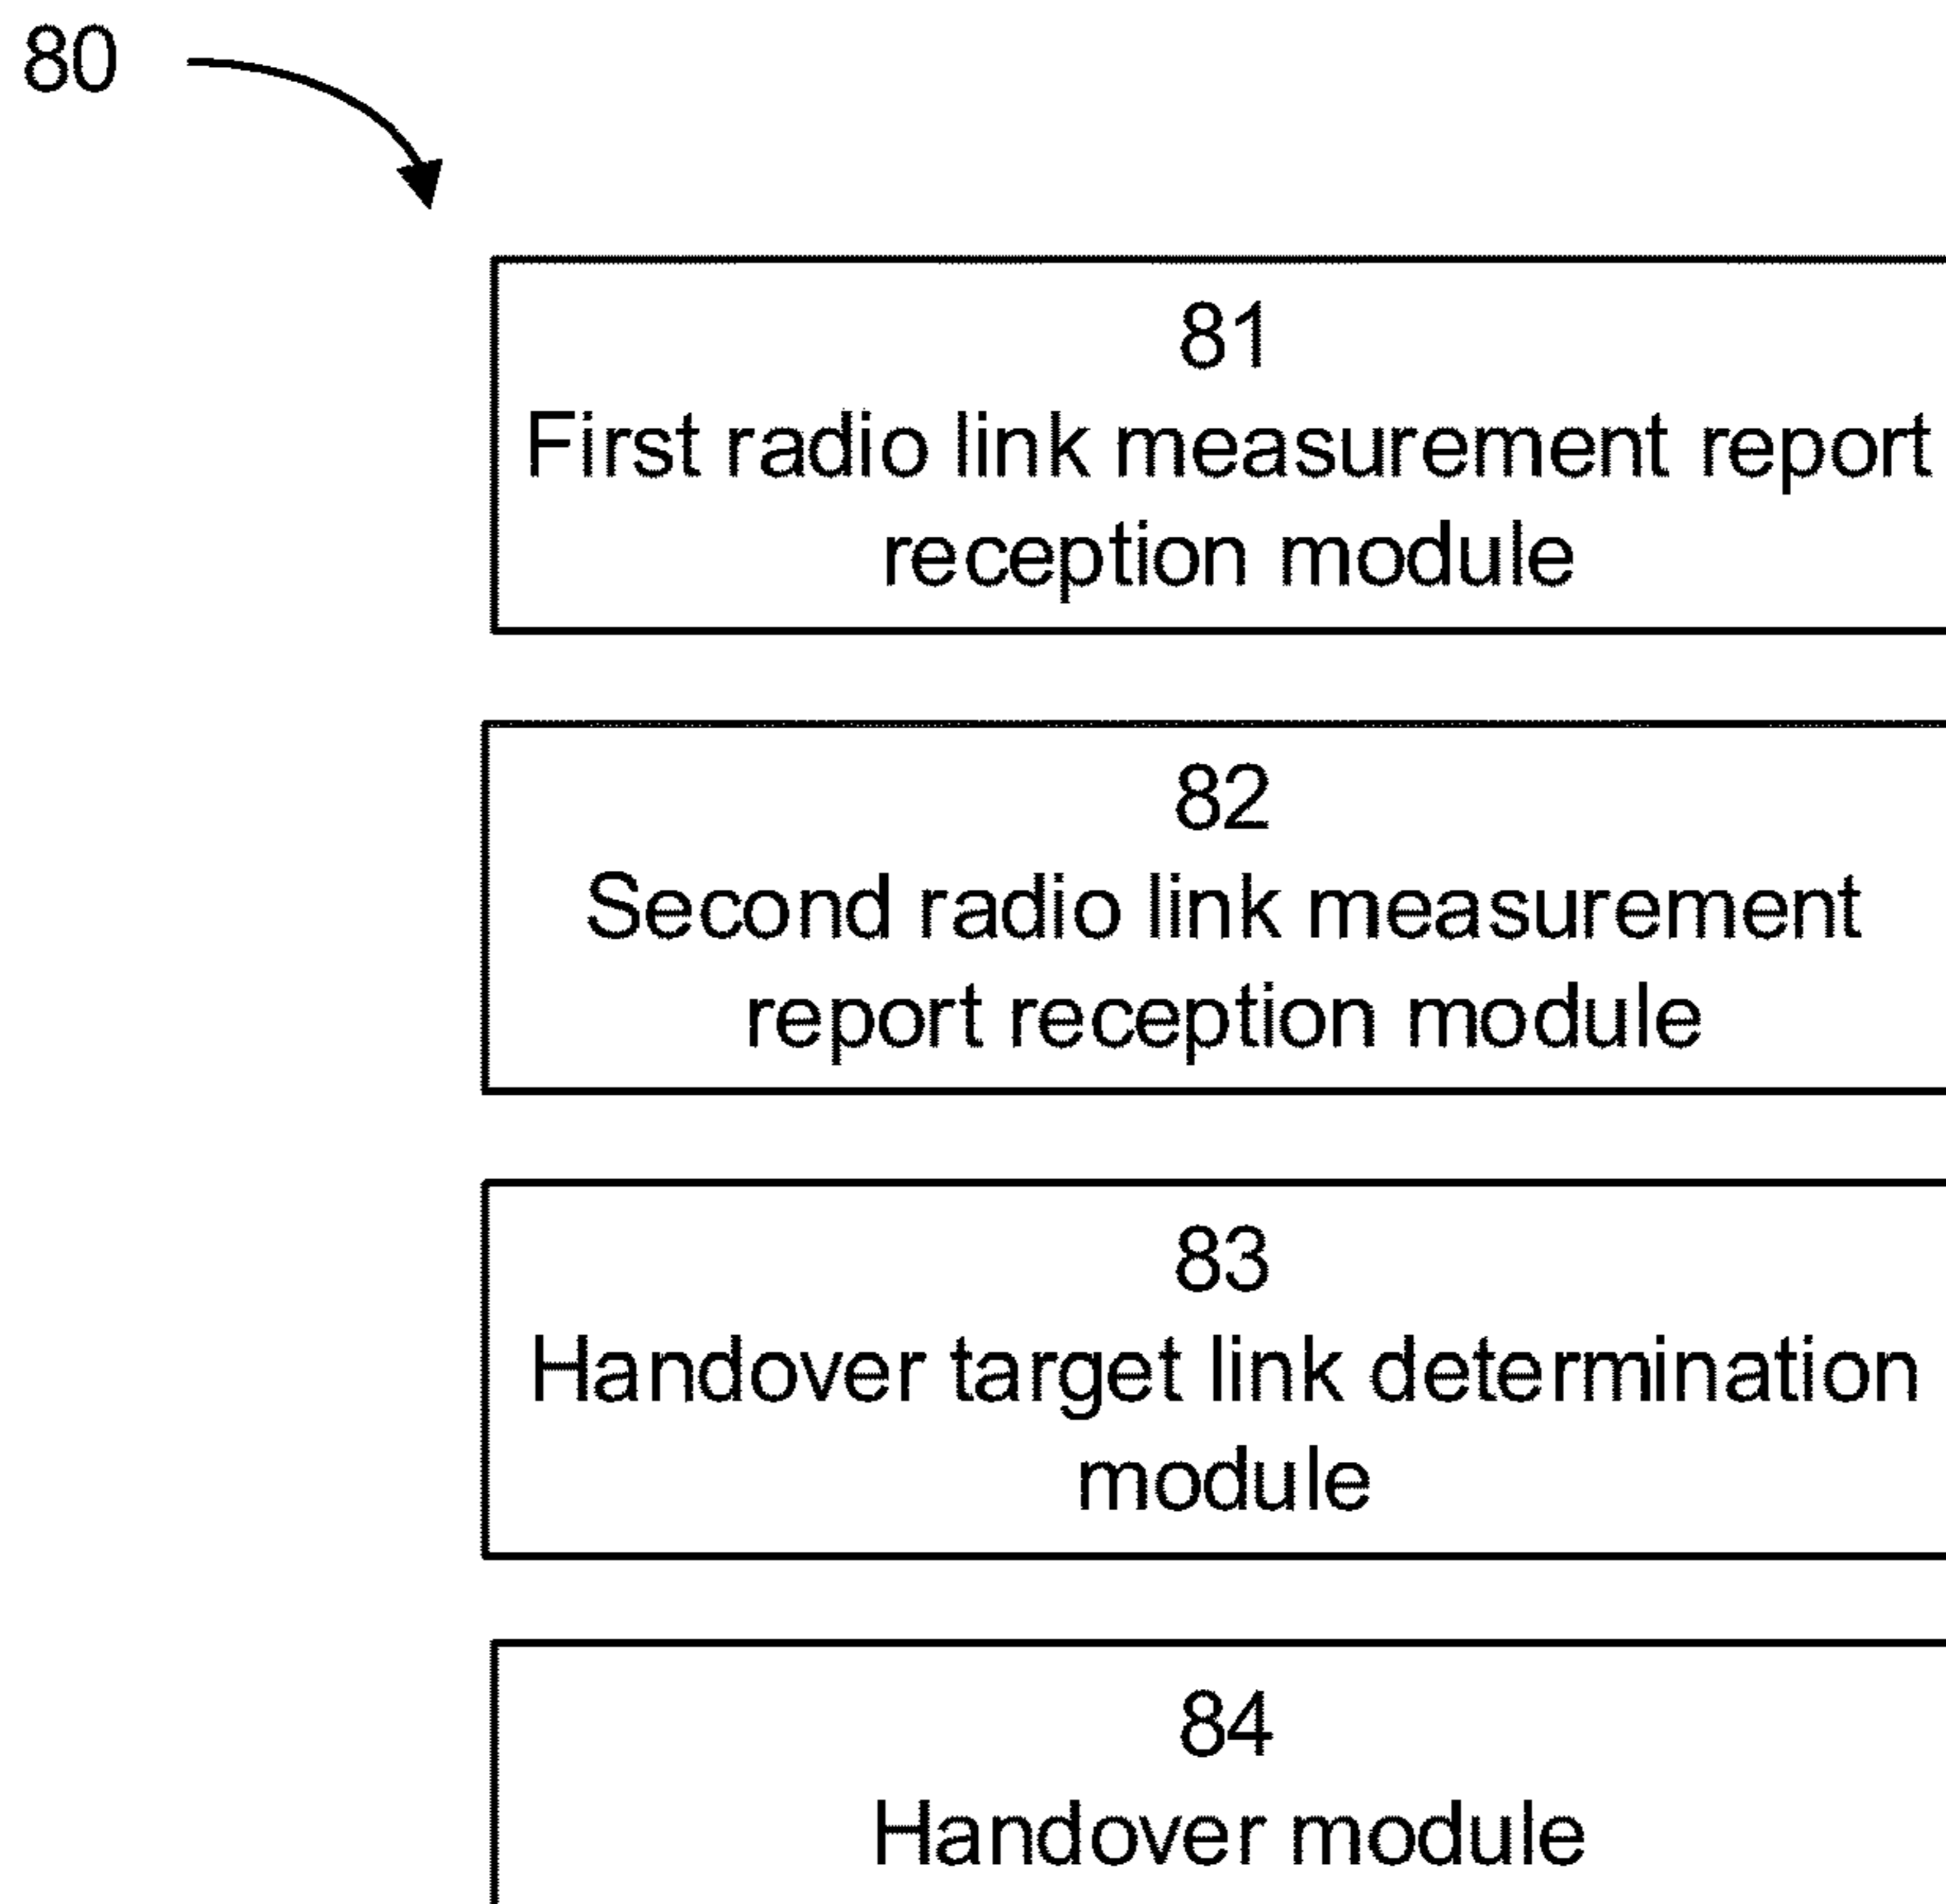 80
81
First radio link measurement report
reception module
82
Second radio link measurement
report reception module
83
Handover target link determination
module
84
Handover module